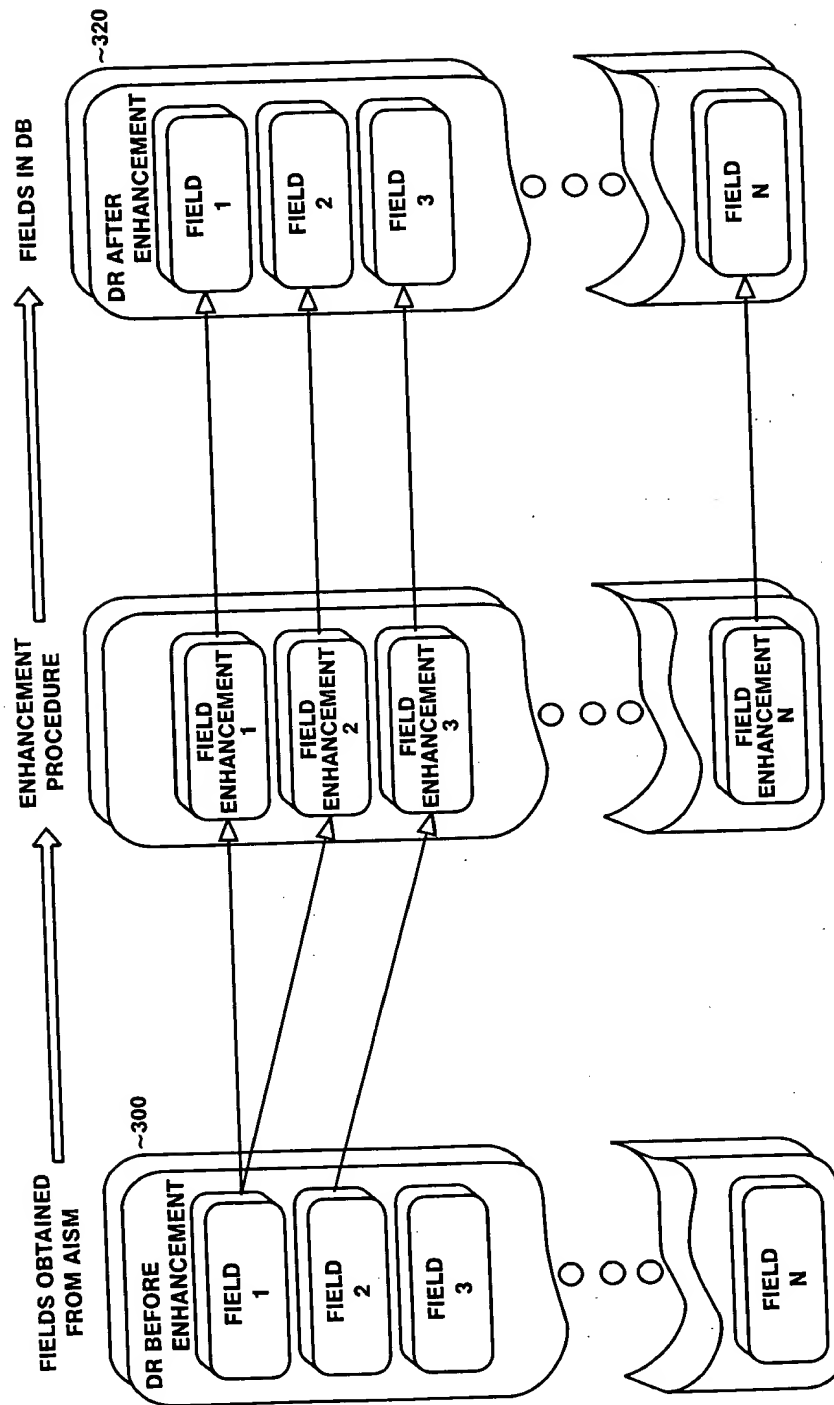 FIELDS OBTAINED
FROM AISM
ENHANCEMENT
PROCEDURE
FIELDS IN DB
~300
DR BEFORE
ENHANCEMENT
FIELD
1
FIELD
2
FIELD
3
FIELD
N
FIELD
ENHANCEMENT
1
FIELD
ENHANCEMENT
2
FIELD
ENHANCEMENT
3
FIELD
ENHANCEMENT
N
~320
DR AFTER
ENHANCEMENT
FIELD
1
FIELD
2
FIELD
3
FIELD
N